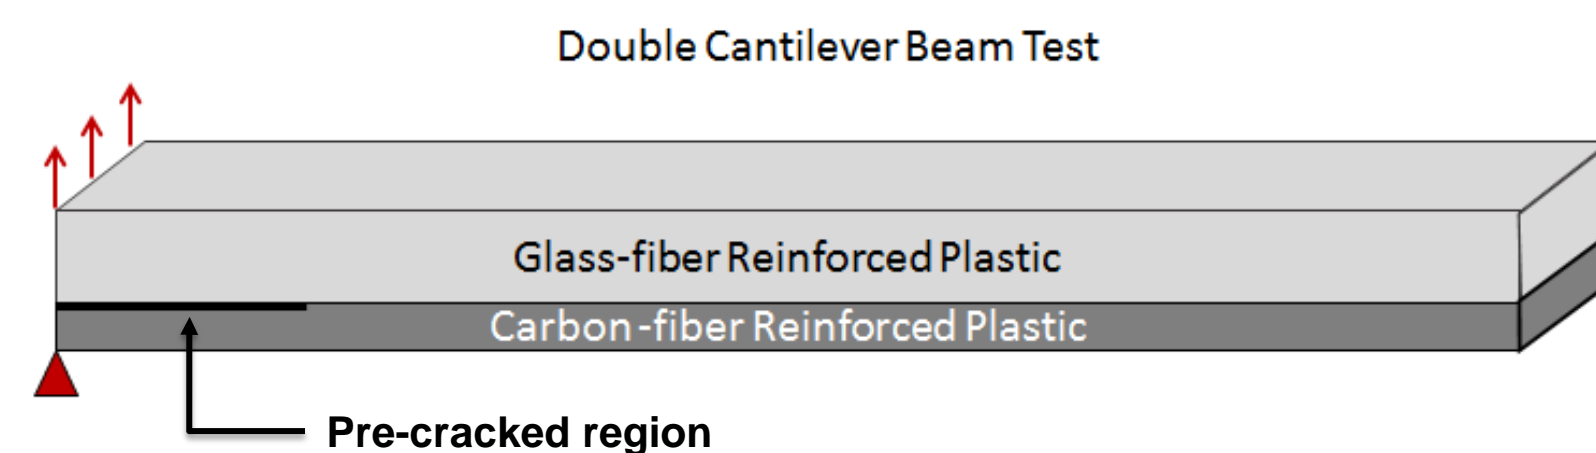 Double Cantilever Beam Test
Glass-fiber Reinforced Plastic
Carbon-fiber Reinforced Plastic
Pre-cracked region